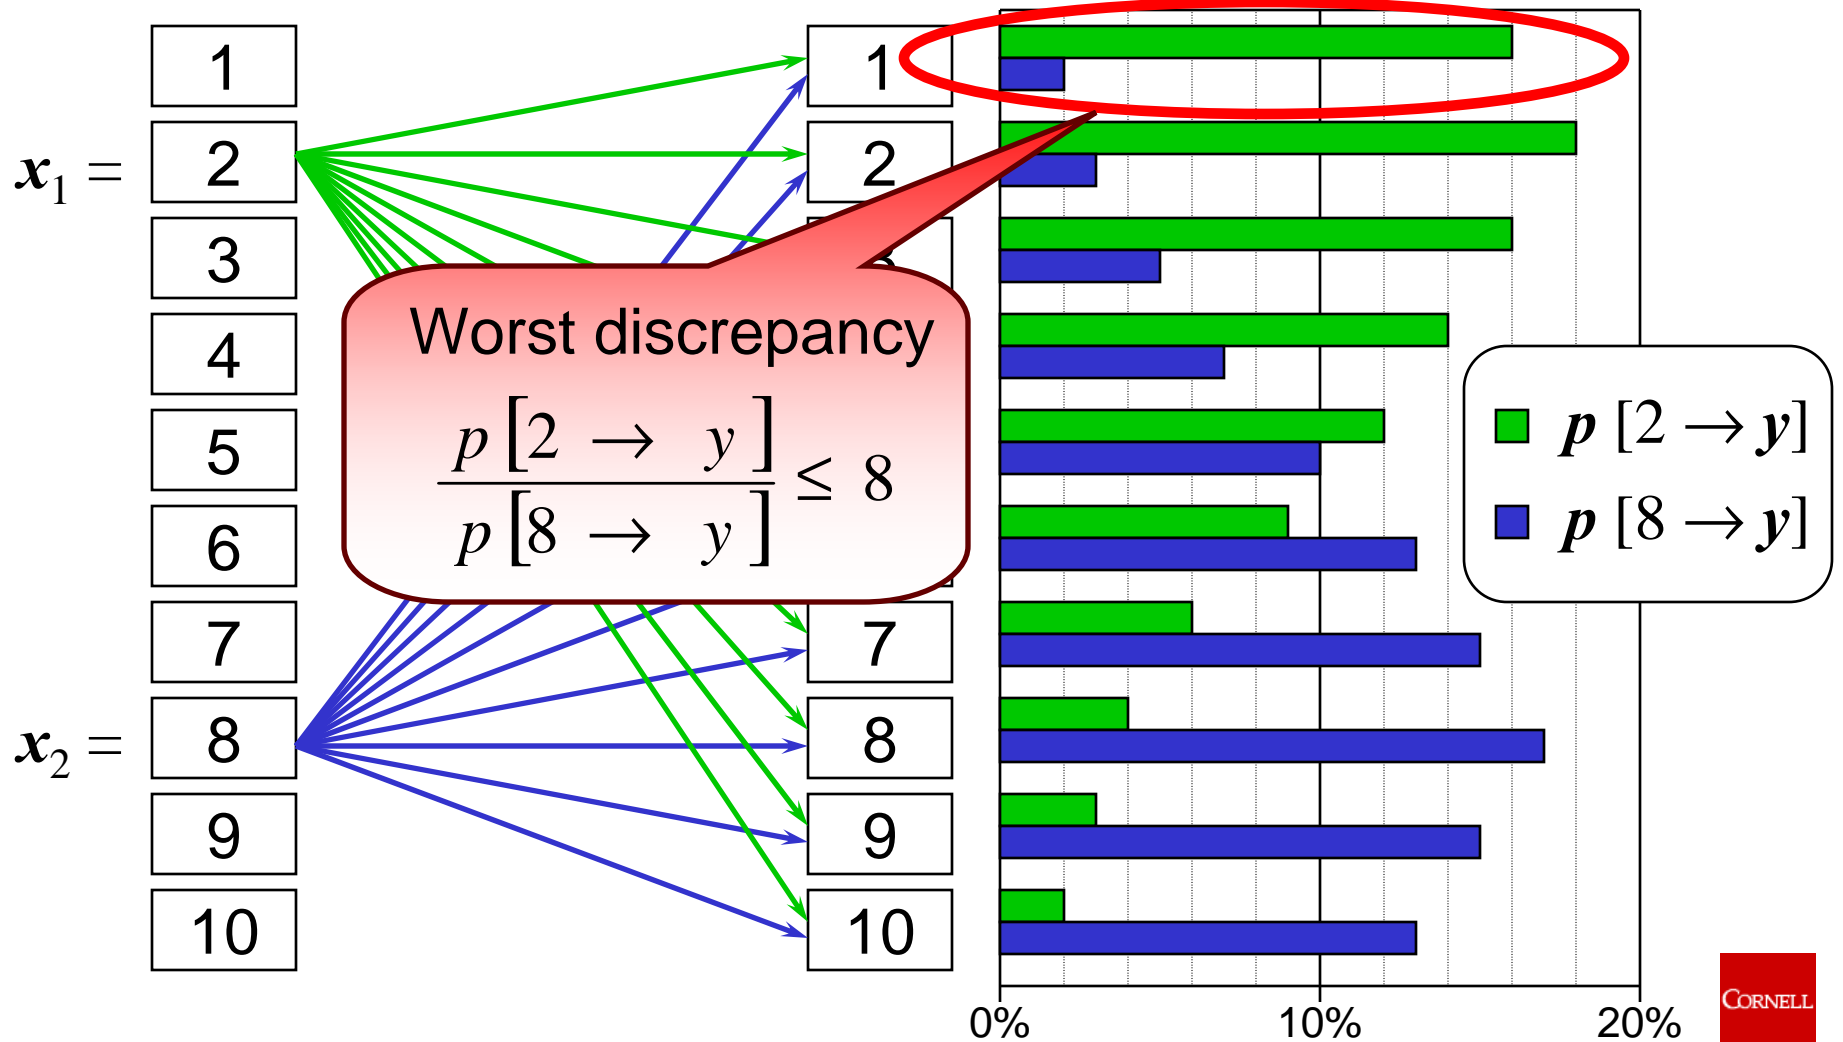 1
2
3
4
5
6
7
8
9
10
x₁ =
x₂ =
1
2
3
7
8
9
10
Worst discrepancy
p [2 → y] / p [8 → y] ≤ 8
p [2 → y]
p [8 → y]
0% 10% 20%
CORNELL